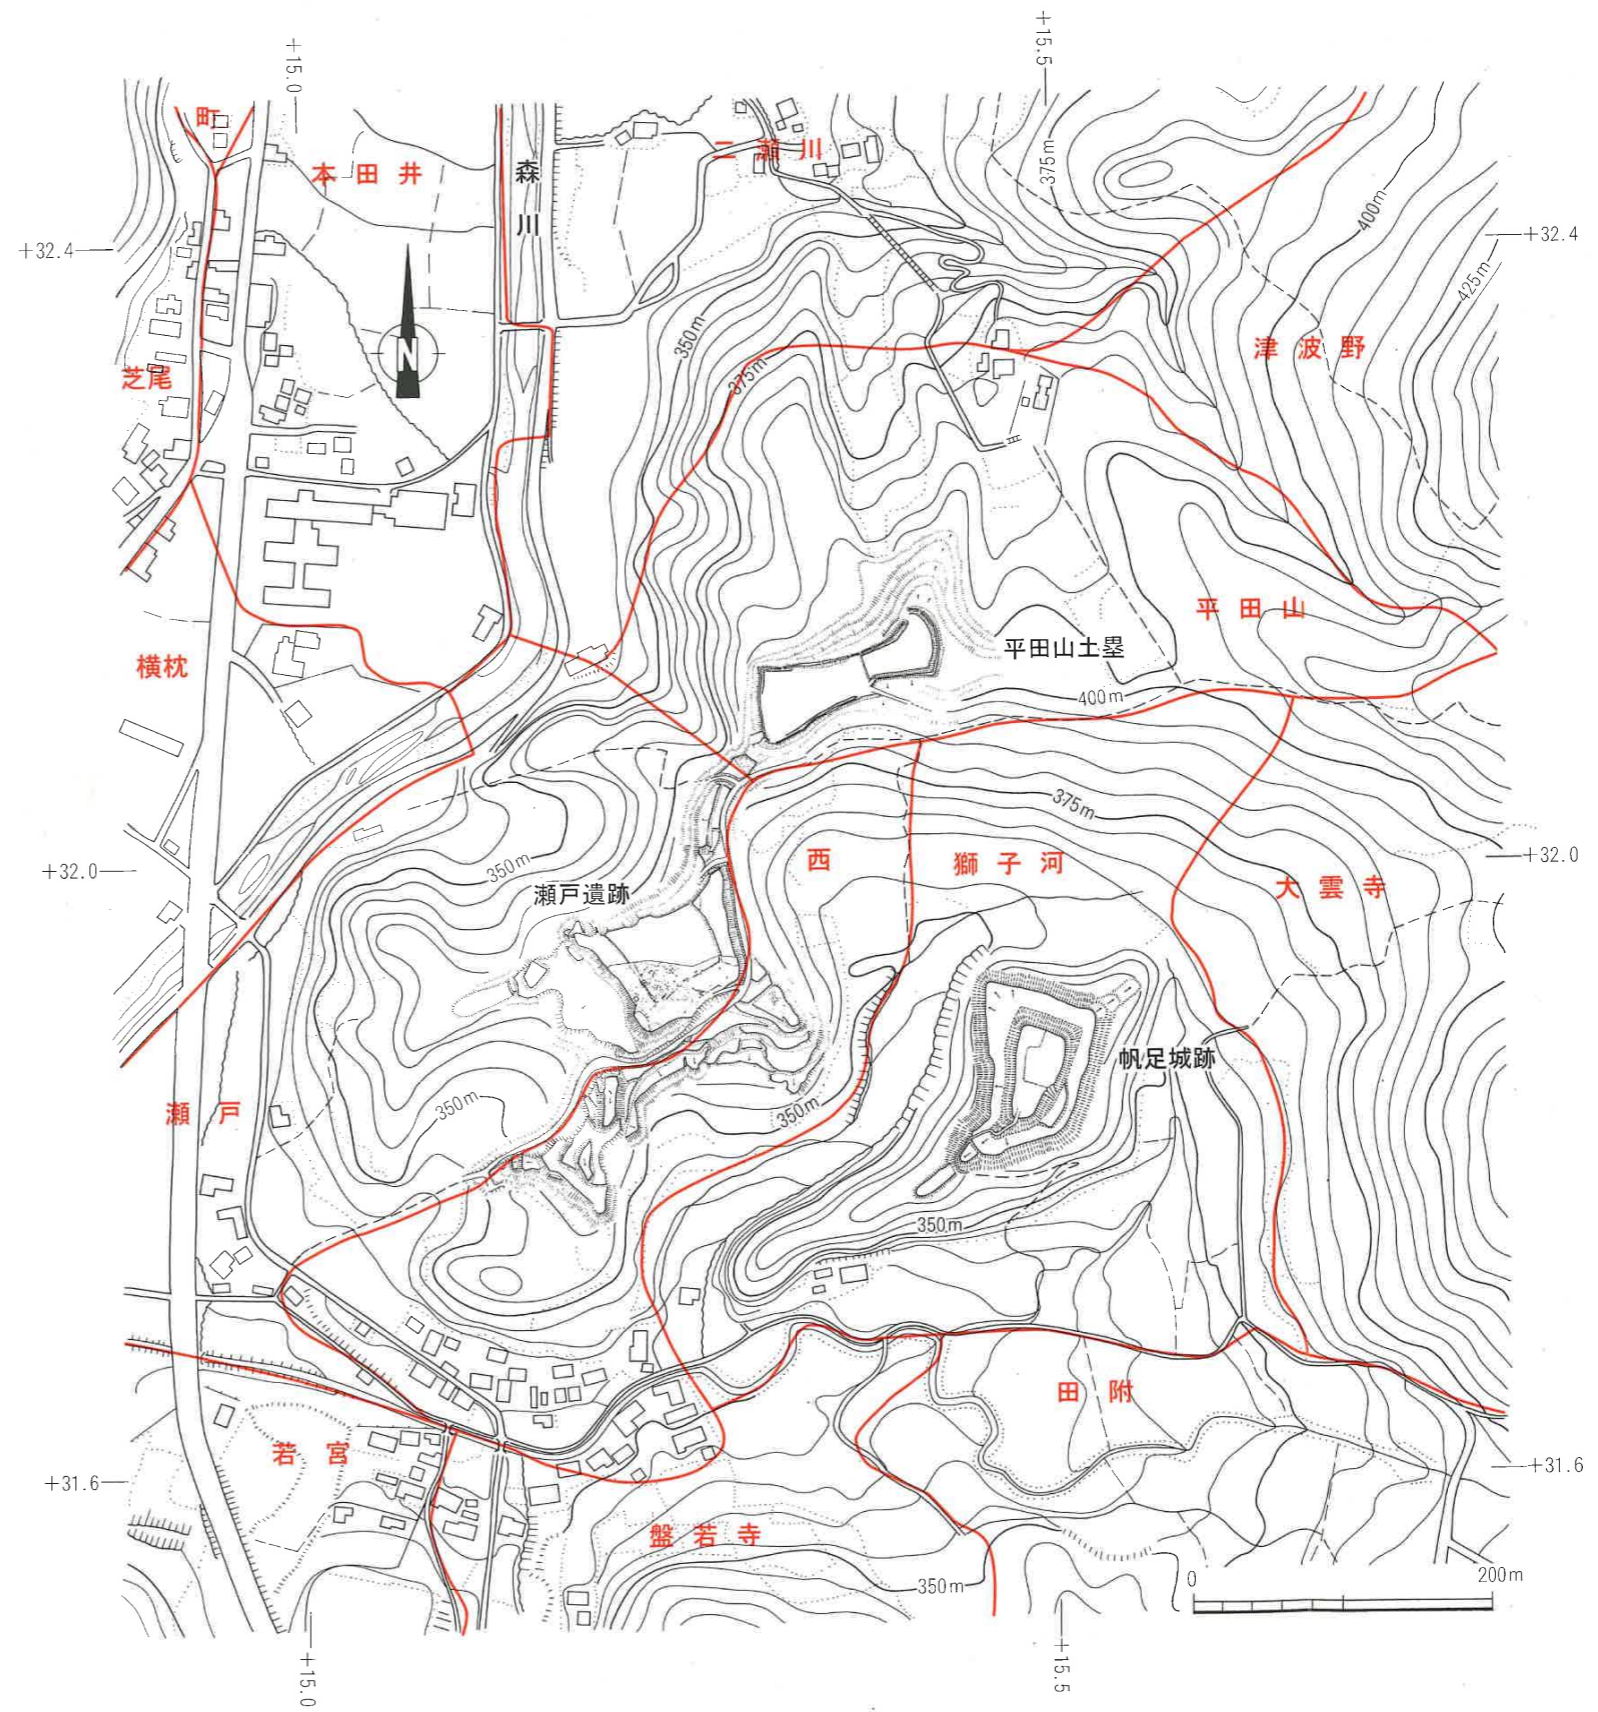 +15.0
+15.5
町
本田井
森川
二瀬川
375m
400m
+32.4
+32.4
425m
350m
375m
津波野
芝尾
N
平田山
平田山土塁
横枕
400m
375m
西
獅子河
大雲寺
350m
瀬戸遺跡
+32.0
+32.0
帆足城跡
瀬戸
350m
350m
350m
田附
若宮
+31.6
+31.6
盤若寺
350m
0
200m
+15.0
+15.5